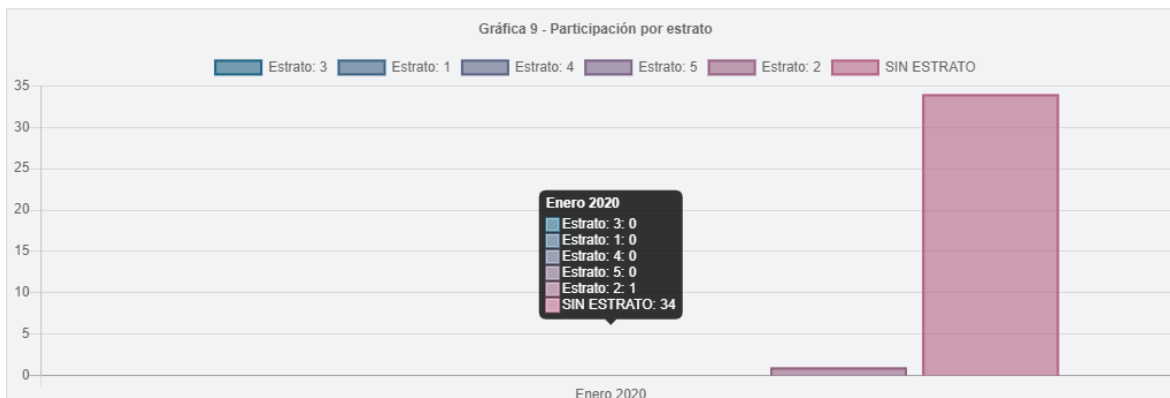 Gráfica 9 - Participación por estrato
Estrato: 3 Estrato: 1 Estrato: 4 Estrato: 5 Estrato: 2 SIN ESTRATO
35
30
25
20
15
10
5
0
Enero 2020
Estrato: 3: 0
Estrato: 1: 0
Estrato: 4: 0
Estrato: 5: 0
Estrato: 2: 1
SIN ESTRATO: 34
Enero 2020